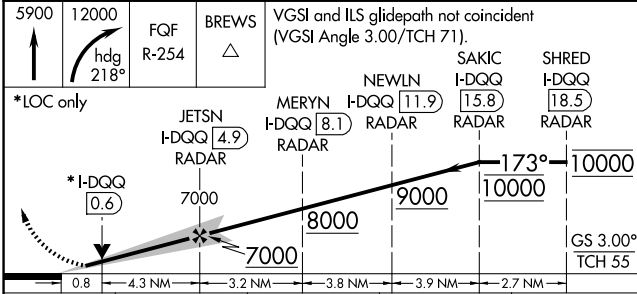 5900
12000
hdg
218°
FQF
R-254
BREWS
VGSI and ILS glidepath not coincident
(VGSI Angle 3.00/TCH 71).
*LOC only
SHRED
I-DQQ
18.5
RADAR
SAKIC
I-DQQ
15.8
RADAR
NEWLN
I-DQQ 11.9
RADAR
MERYN
I-DQQ 8.1
RADAR
JETSN
I-DQQ 4.9
RADAR
*I-DQQ
0.6
7000
7000
8000
9000
173°
10000
10000
GS 3.00°
TCH 55
0.8
4.3 NM
3.2 NM
3.8 NM
3.9 NM
2.7 NM